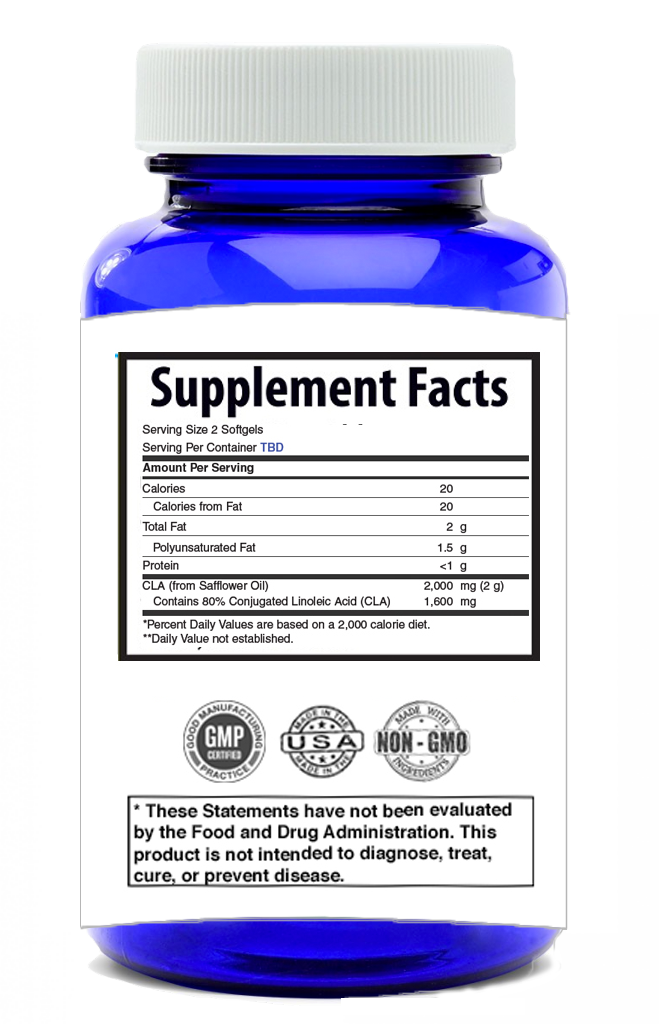 Supplement Facts
Serving Size 2 Softgels
Serving Per Container TBD
Amount Per Serving
Calories 20
Calories from Fat 20
Total Fat 2 g
Polyunsaturated Fat 1.5 g
Protein <1 g
CLA (from Safflower Oil) 2,000 mg (2 g)
Contains 80% Conjugated Linoleic Acid (CLA) 1,600 mg
*Percent Daily Values are based on a 2,000 calorie diet.
**Daily Value not established.
GOOD MANUFACTURING
GMP
CERTIFIED
PRACTICE
MADE IN THE
USA
MADE IN THE
MADE WITH
NON-GMO
INGREDIENTS
* These Statements have not been evaluated
by the Food and Drug Administration. This
product is not intended to diagnose, treat,
cure, or prevent disease.